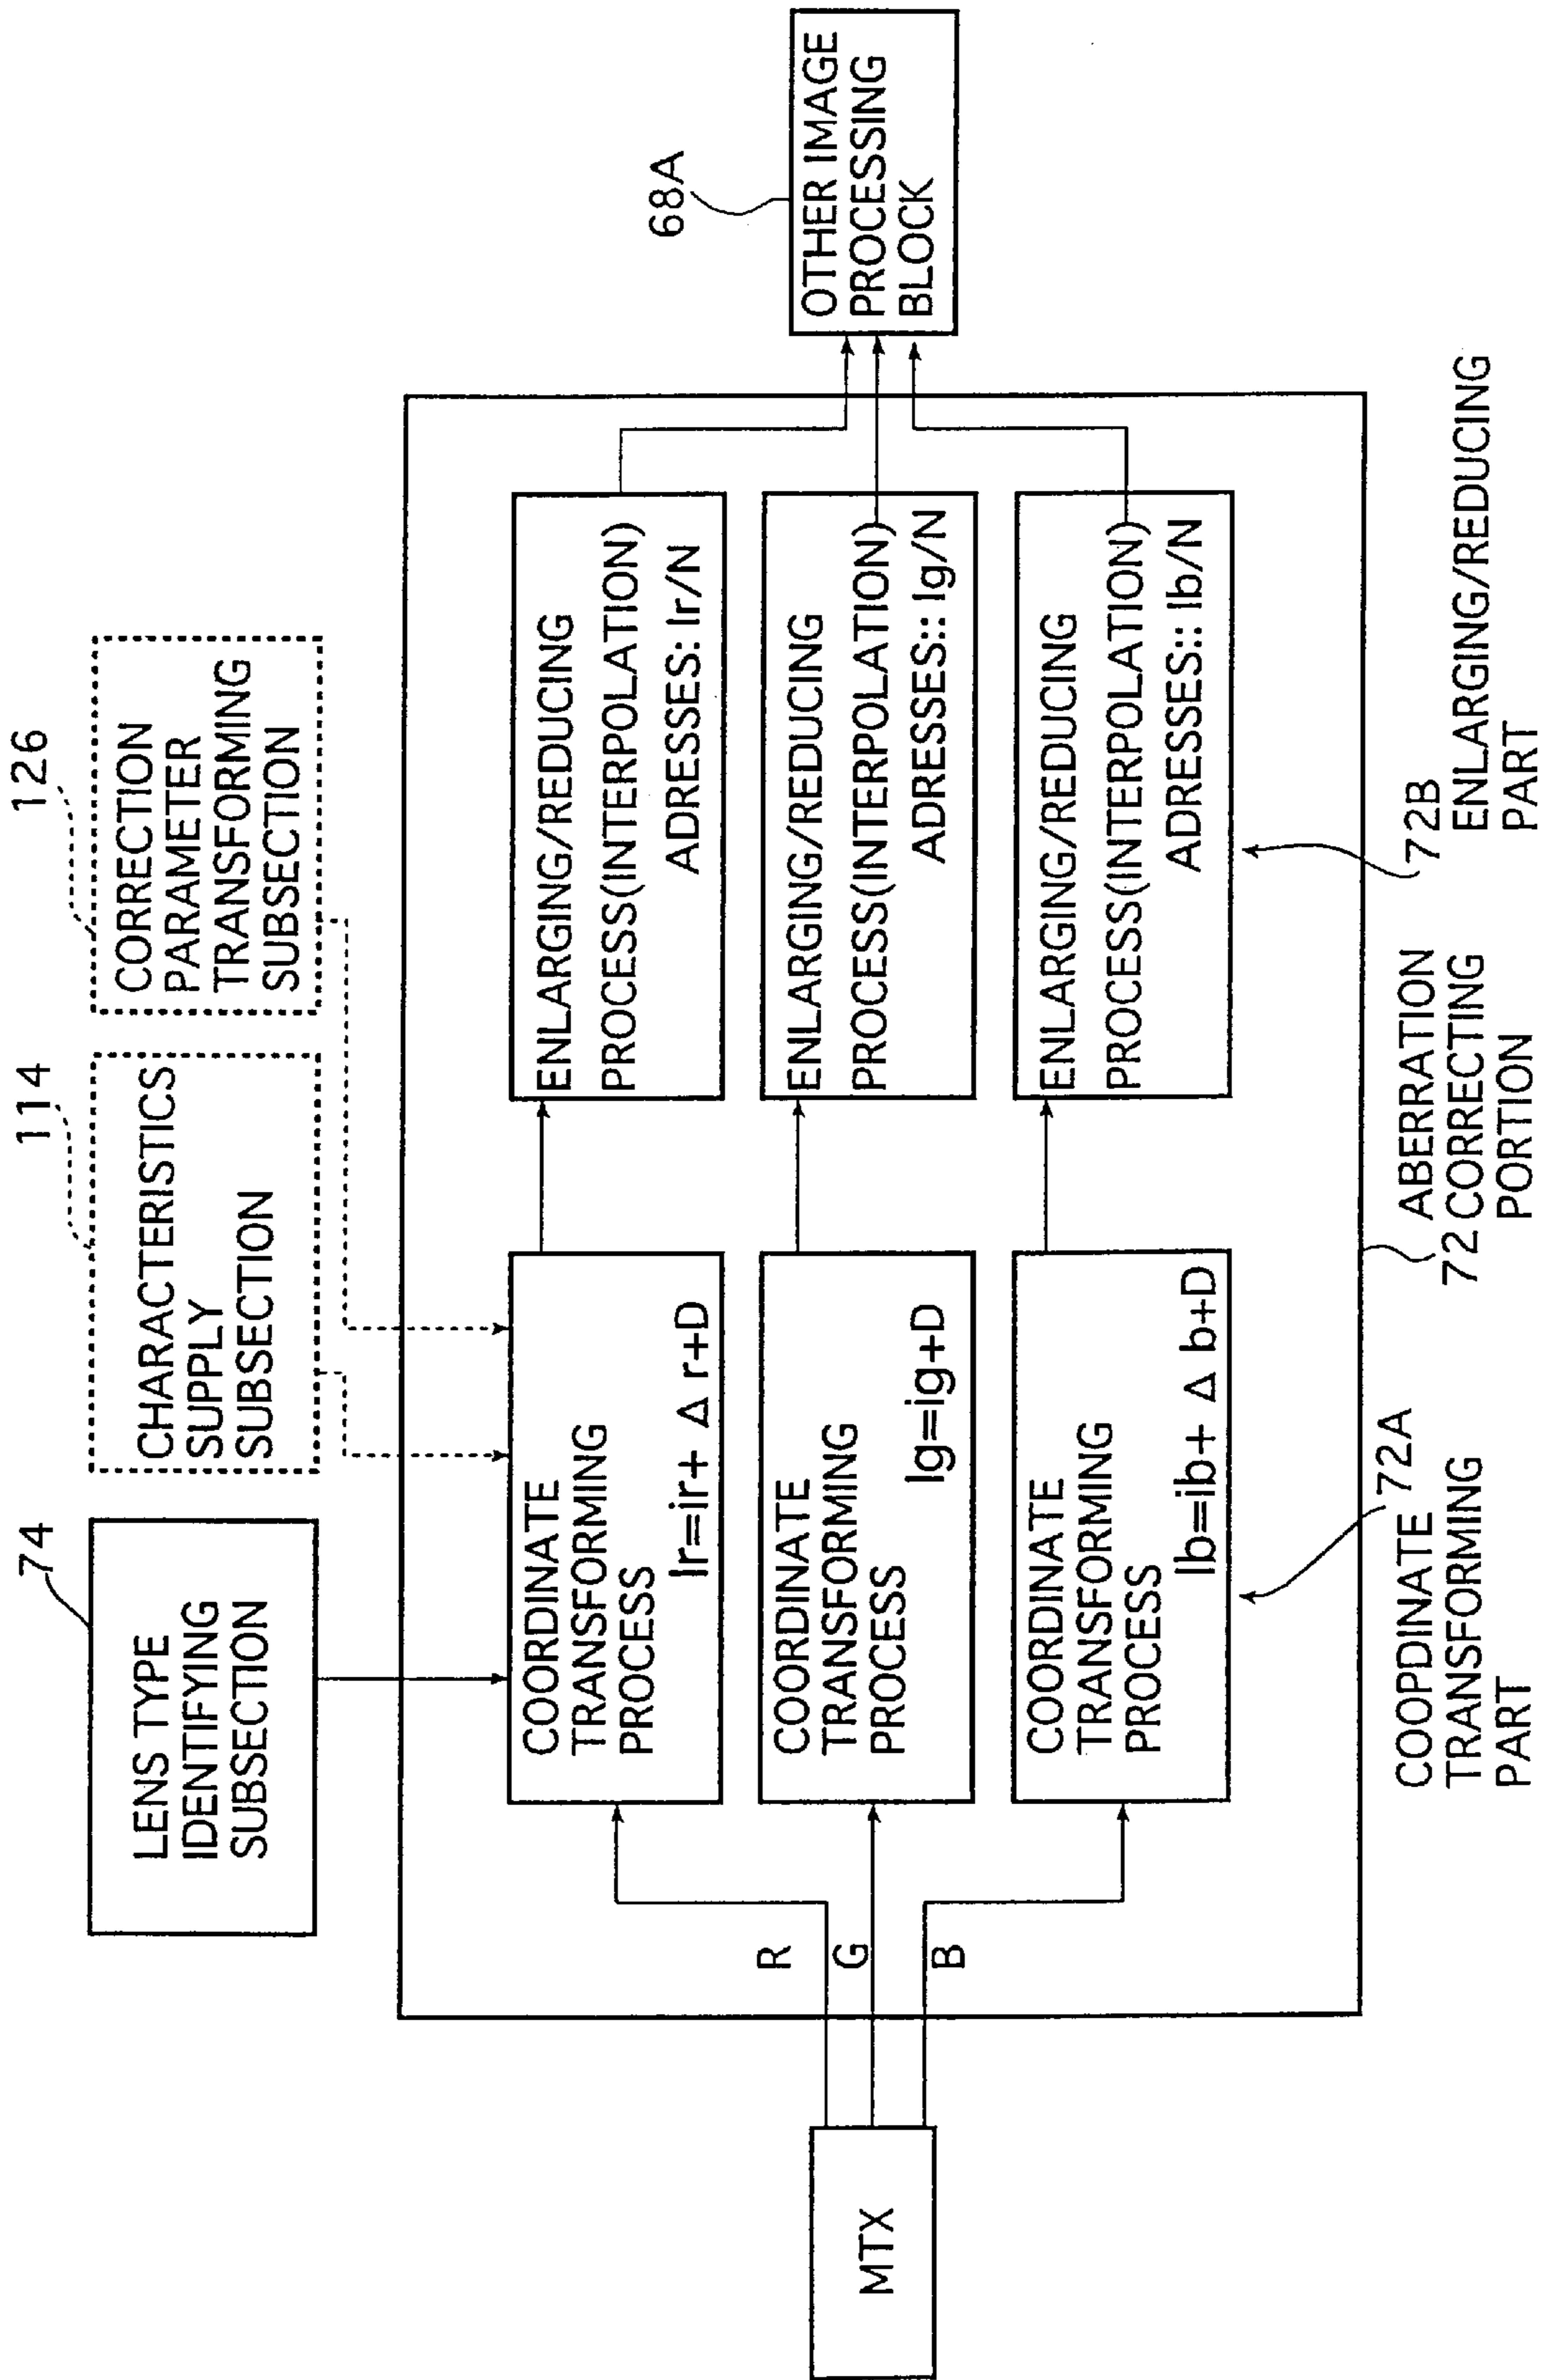 74
LENS TYPE
IDENTIFYING
SUBSECTION
114
CHARACTERISTICS
SUPPLY
SUBSECTION
126
CORRECTION
PARAMETER
TRANSFORMING
SUBSECTION
MTX
R
G
B
COORDINATE
TRANSFORMING
PROCESS
Ir=ir+ Δ r+D
ENLARGING/REDUCING
PROCESS(INTERPOLATION)
ADRESSES: Ir/N
COORDINATE
TRANSFORMING
PROCESS
Ig=ig+D
ENLARGING/REDUCING
PROCESS(INTERPOLATION)
ADRESSES:: Ig/N
COORDINATE
TRANSFORMING
PROCESS
Ib=ib+ Δ b+D
ENLARGING/REDUCING
PROCESS(INTERPOLATION)
ADRESSES:: Ib/N
68A
OTHER IMAGE
PROCESSING
BLOCK
72A
COOPDINATE
TRANSFORMING
PART
72
ABERRATION
CORRECTING
PORTION
72B
ENLARGING/REDUCING
PART